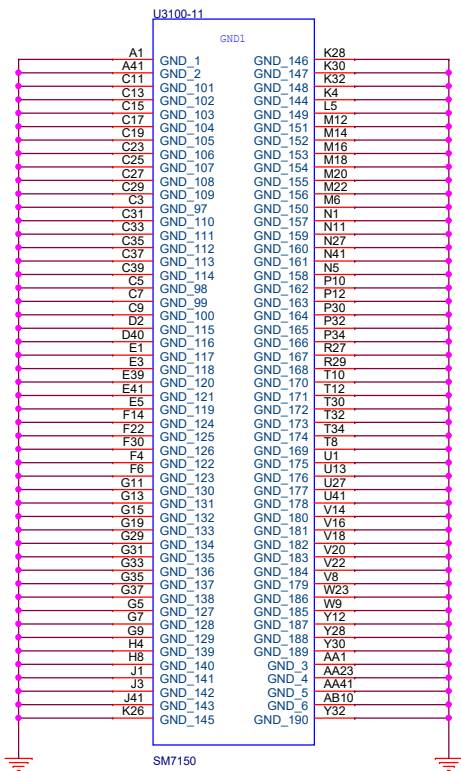 U3100-11
GND1
A1 GND_1 GND_146 K28
A41 GND_2 GND_147 K30
C11 GND_101 GND_148 K32
C13 GND_102 GND_144 K4
C15 GND_103 GND_149 L5
C17 GND_104 GND_151 M12
C19 GND_105 GND_152 M14
C23 GND_106 GND_153 M16
C25 GND_107 GND_154 M18
C27 GND_108 GND_155 M20
C29 GND_109 GND_156 M22
C3 GND_97 GND_150 M6
C31 GND_110 GND_157 N1
C33 GND_111 GND_159 N11
C35 GND_112 GND_160 N27
C37 GND_113 GND_161 N41
C39 GND_114 GND_158 N5
C5 GND_98 GND_162 P10
C7 GND_99 GND_163 P12
C9 GND_100 GND_164 P30
D2 GND_115 GND_165 P32
D40 GND_116 GND_166 P34
E1 GND_117 GND_167 R27
E3 GND_118 GND_168 R29
E39 GND_120 GND_170 T10
E41 GND_121 GND_171 T12
E5 GND_119 GND_172 T30
F14 GND_124 GND_173 T32
F22 GND_125 GND_174 T34
F30 GND_126 GND_169 T8
F4 GND_122 GND_175 U1
F6 GND_123 GND_176 U13
G11 GND_130 GND_177 U27
G13 GND_131 GND_178 U41
G15 GND_132 GND_180 V14
G19 GND_133 GND_181 V16
G29 GND_134 GND_182 V18
G31 GND_135 GND_183 V20
G33 GND_136 GND_184 V22
G35 GND_137 GND_179 V8
G37 GND_138 GND_186 W23
G5 GND_127 GND_185 W9
G7 GND_128 GND_187 Y12
G9 GND_129 GND_188 Y28
H4 GND_139 GND_189 Y30
H8 GND_140 GND_3 AA1
J1 GND_141 GND_4 AA23
J3 GND_142 GND_5 AA41
J41 GND_143 GND_6 AB10
K26 GND_145 GND_190 Y32
SM7150